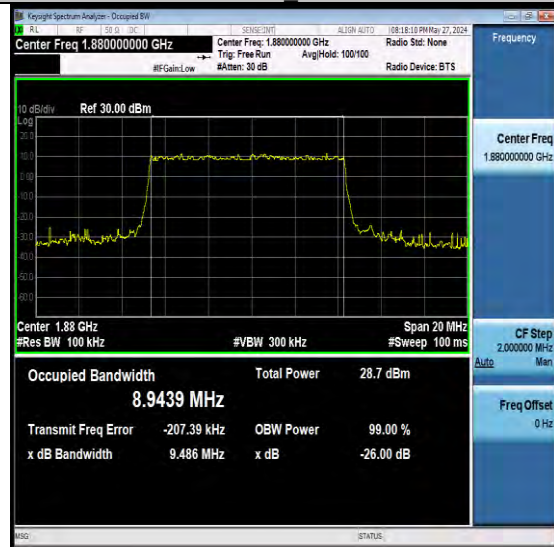 Keysight Spectrum Analyzer - Occupied BW
RL RF 50 Ω DC SENSE:INT ALIGN AUTO 08:18:10 PM May 27, 2024
Center Freq 1.880000000 GHz
Center Freq: 1.880000000 GHz
Radio Std: None
Trig: Free Run Avg|Hold: 100/100
#IFGain:Low #Atten: 30 dB Radio Device: BTS
10 dB/div Ref 30.00 dBm
Log
20.0
10.0
0.00
-10.0
-20.0
-30.0
-40.0
-50.0
-60.0
Center 1.88 GHz Span 20 MHz
#Res BW 100 kHz #VBW 300 kHz #Sweep 100 ms
Occupied Bandwidth Total Power 28.7 dBm
8.9439 MHz
Transmit Freq Error -207.39 kHz OBW Power 99.00 %
x dB Bandwidth 9.486 MHz x dB -26.00 dB
MSG STATUS
Frequency
Center Freq
1.880000000 GHz
CF Step
2.000000 MHz
Auto Man
Freq Offset
0 Hz